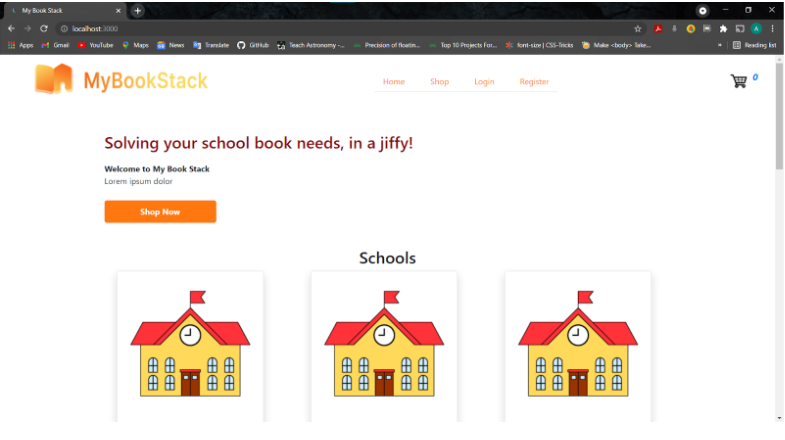 My Book Stack
localhost:3000
Apps Gmail YouTube Maps News Translate GitHub Teach Astronomy -... Precision of floatin... Top 10 Projects For... font-size | CSS-Tricks Make <body> Take... » Reading list
MyBookStack
Home Shop Login Register
0
Solving your school book needs, in a jiffy!
Welcome to My Book Stack
Lorem ipsum dolor
Shop Now
Schools